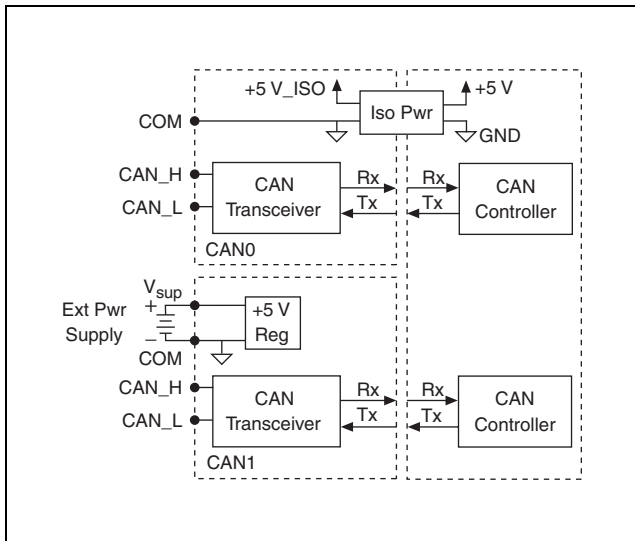 +5 V_ISO
Iso Pwr
+5 V
COM
GND
CAN_H
CAN_L
CAN
Transceiver
Rx
Tx
Rx
Tx
CAN
Controller
CAN0
Ext Pwr
Supply
Vsup
+
–
+5 V
Reg
COM
CAN_H
CAN_L
CAN
Transceiver
Rx
Tx
Rx
Tx
CAN
Controller
CAN1